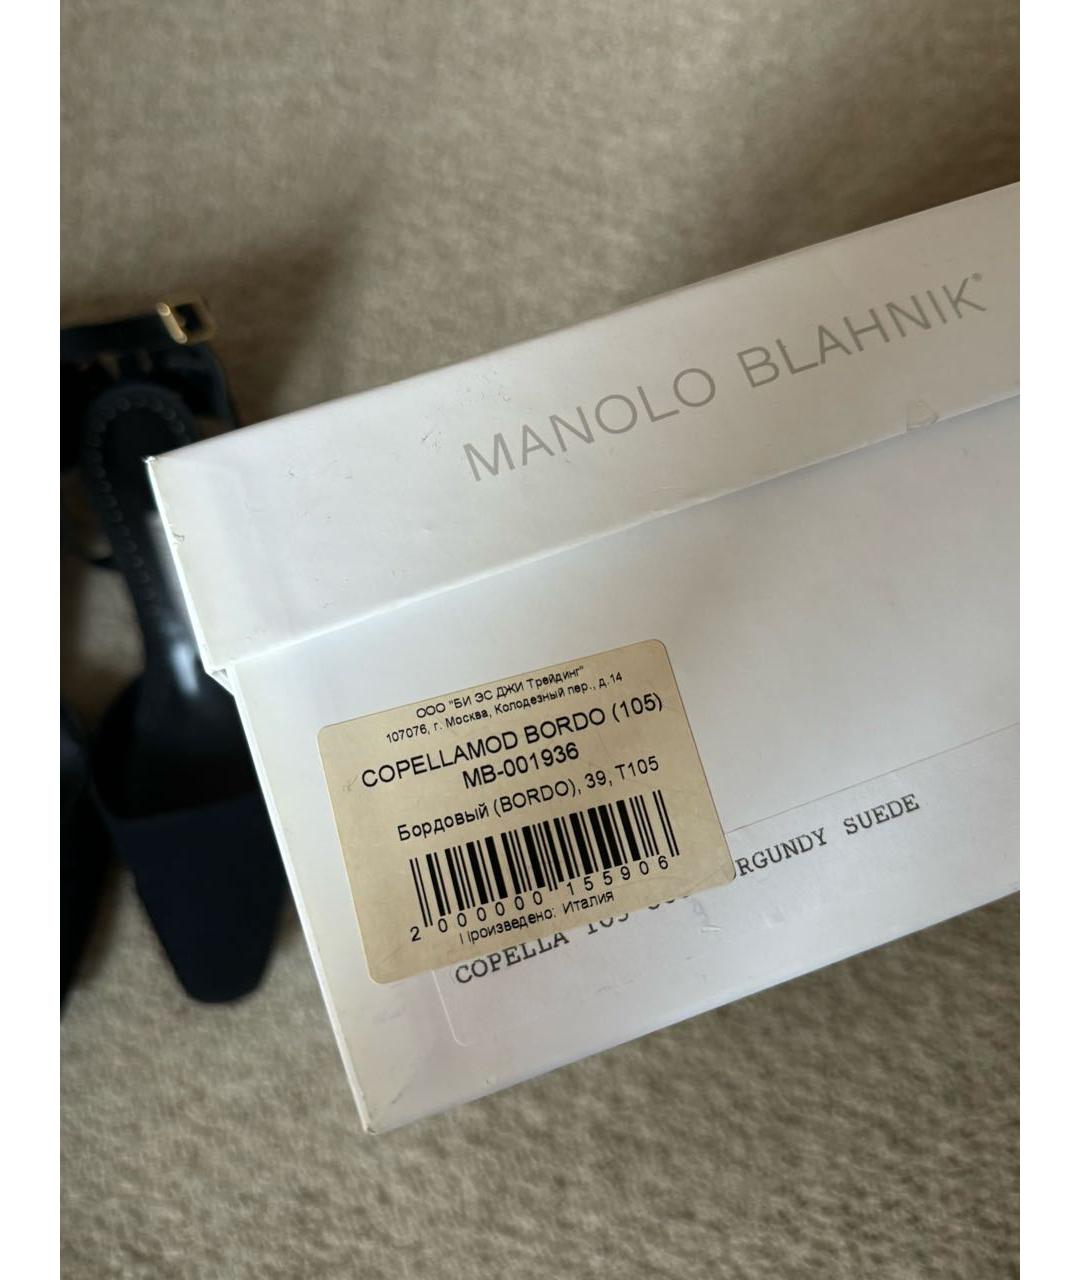 MANOLO BLAHNIK®
ООО "БИ ЭС ДЖИ Трейдинг"
107076, г. Москва, Колодезный пер., д.14
COPELLAMOD BORDO (105)
MB-001936
Бордовый (BORDO), 39, T105
2 000000 155906
Произведено: Италия
COPELLA 105 SUEDE